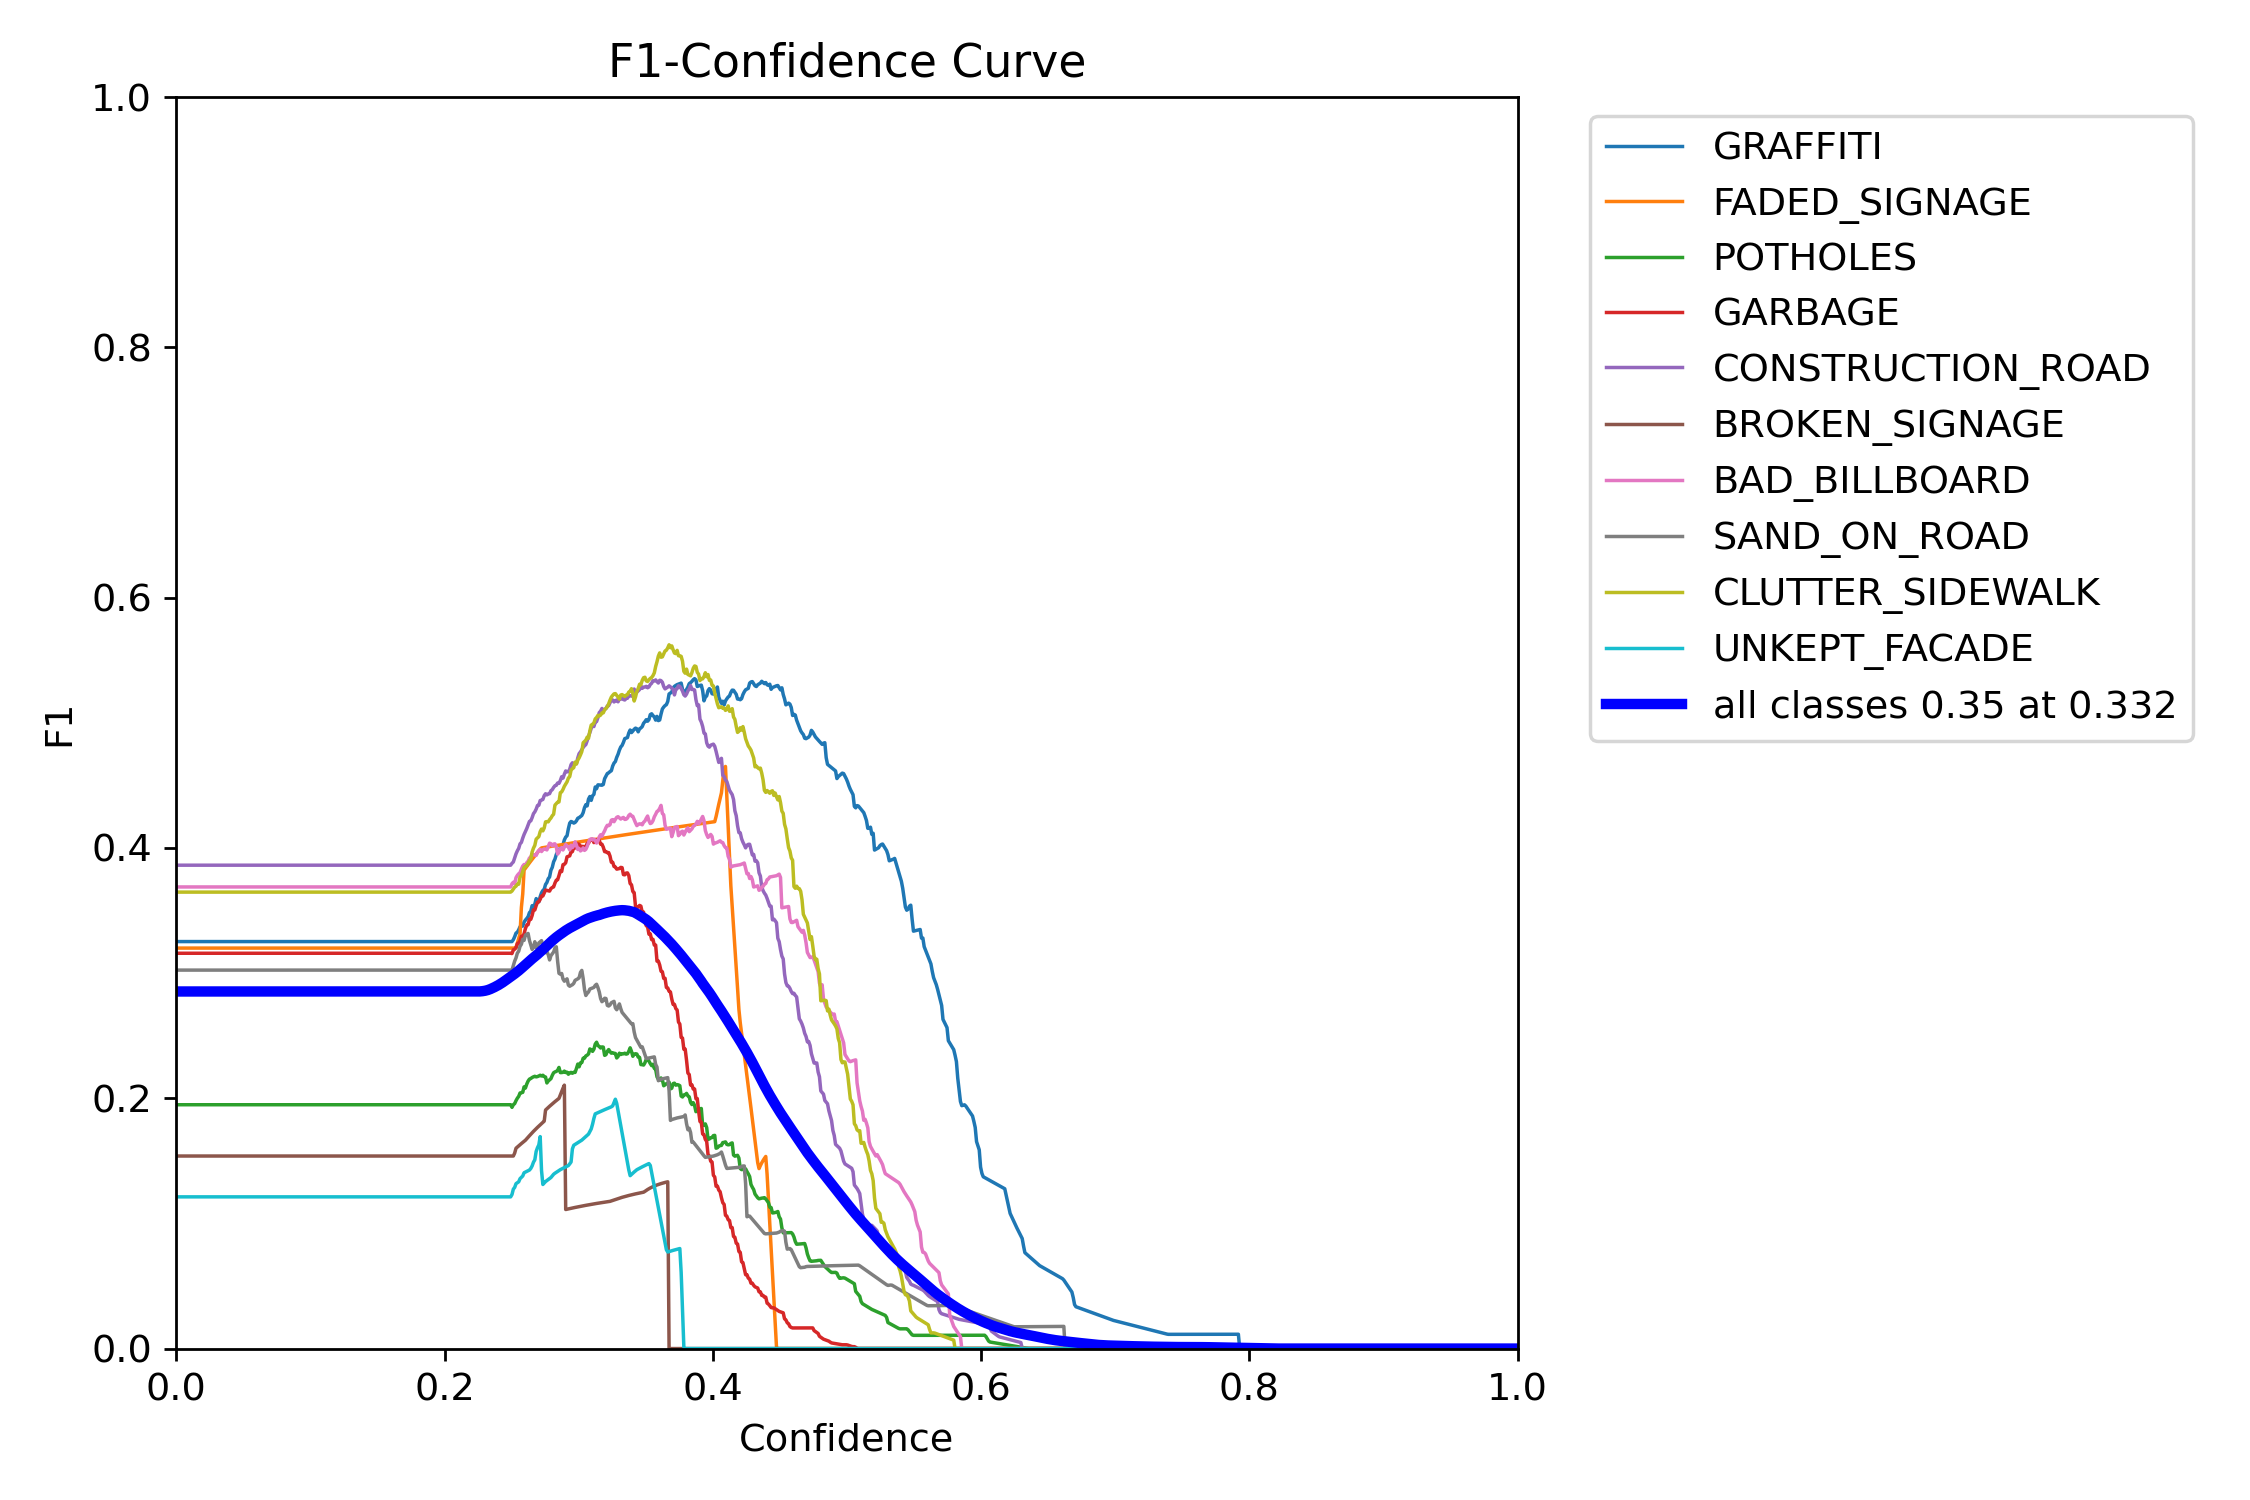 F1-Confidence Curve
1.0
0.8
0.6
0.4
0.2
0.0
F1
0.0 0.2 0.4 0.6 0.8 1.0
Confidence
GRAFFITI
FADED_SIGNAGE
POTHOLES
GARBAGE
CONSTRUCTION_ROAD
BROKEN_SIGNAGE
BAD_BILLBOARD
SAND_ON_ROAD
CLUTTER_SIDEWALK
UNKEPT_FACADE
all classes 0.35 at 0.332